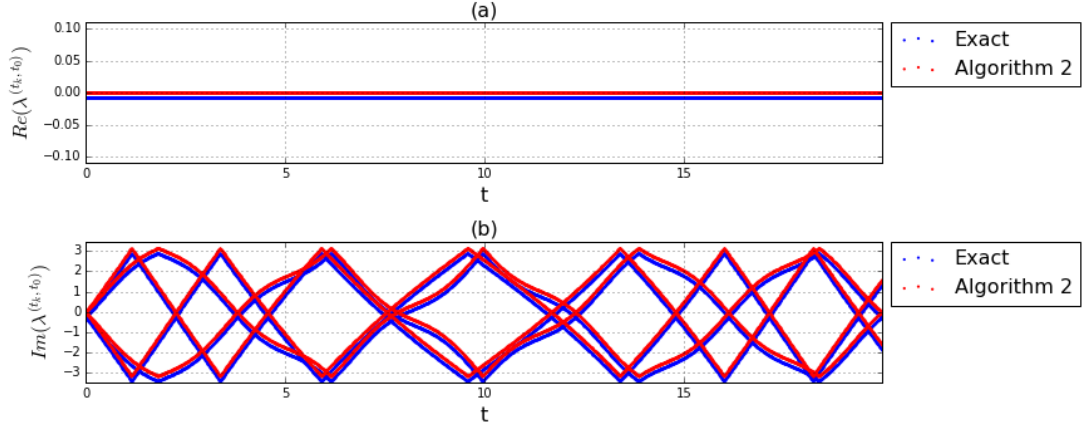 (a)
0.10
0.05
0.00
−0.05
−0.10
Re(λ^(t_k,t_0))
0 5 10 15
t
Exact
Algorithm 2
(b)
3
2
1
0
−1
−2
−3
Im(λ^(t_k,t_0))
0 5 10 15
t
Exact
Algorithm 2